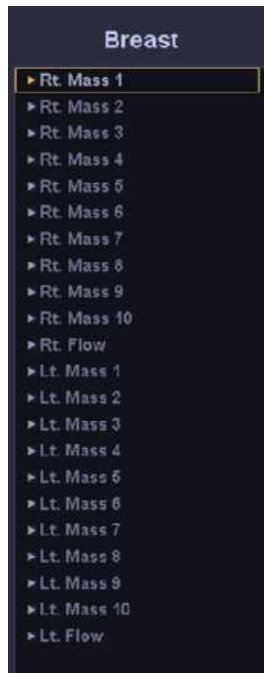 Breast
Rt. Mass 1
Rt. Mass 2
Rt. Mass 3
Rt. Mass 4
Rt. Mass 5
Rt. Mass 6
Rt. Mass 7
Rt. Mass 8
Rt. Mass 9
Rt. Mass 10
Rt. Flow
Lt. Mass 1
Lt. Mass 2
Lt. Mass 3
Lt. Mass 4
Lt. Mass 5
Lt. Mass 6
Lt. Mass 7
Lt. Mass 8
Lt. Mass 9
Lt. Mass 10
Lt. Flow